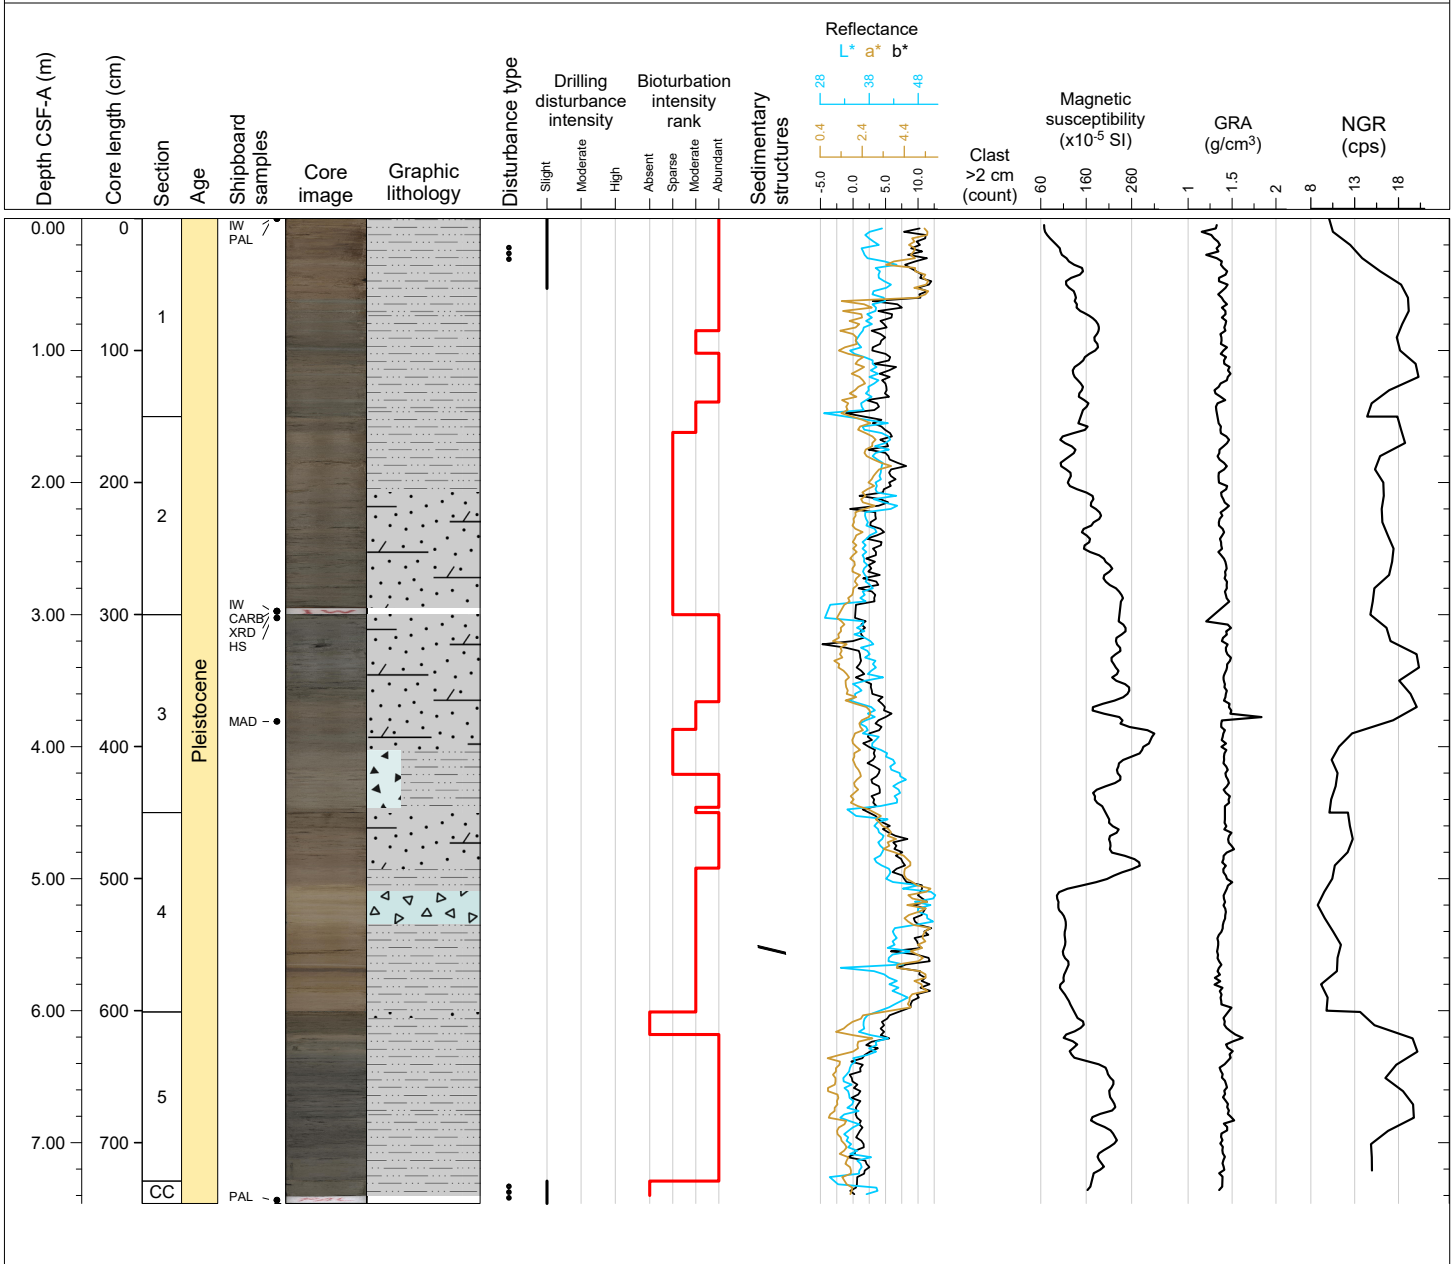 Depth CSF-A (m)
Core length (cm)
Section
Age
Shipboard
samples
Core
image
Graphic
lithology
Disturbance type
Drilling
disturbance
intensity
Slight
Moderate
High
Bioturbation
intensity
rank
Absent
Sparse
Moderate
Abundant
Sedimentary
structures
Reflectance
L* a* b*
28 38 48
0.4 2.4 4.4
-5.0 0.0 5.0 10.0
Clast
>2 cm
(count)
Magnetic
susceptibility
(x10-5 SI)
60 160 260
GRA
(g/cm3)
1 1.5 2
NGR
(cps)
8 13 18
0.00 0
1.00 100
2.00 200
3.00 300
4.00 400
5.00 500
6.00 600
7.00 700
1
2
3
4
5
CC
Pleistocene
IW
PAL
IW
CARB
XRD
HS
MAD
PAL
IW